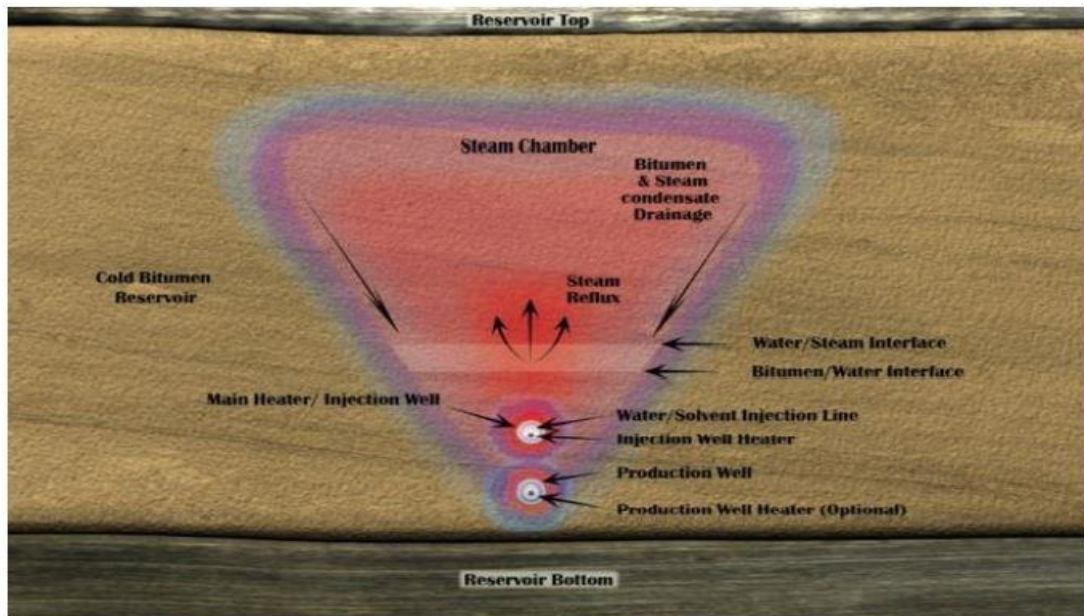 Reservoir Top
Steam Chamber
Bitumen
& Steam
condensate
Drainage
Cold Bitumen
Reservoir
Steam
Reflux
Water/Steam Interface
Bitumen/Water Interface
Main Heater/ Injection Well
Water/Solvent Injection Line
Injection Well Heater
Production Well
Production Well Heater (Optional)
Reservoir Bottom